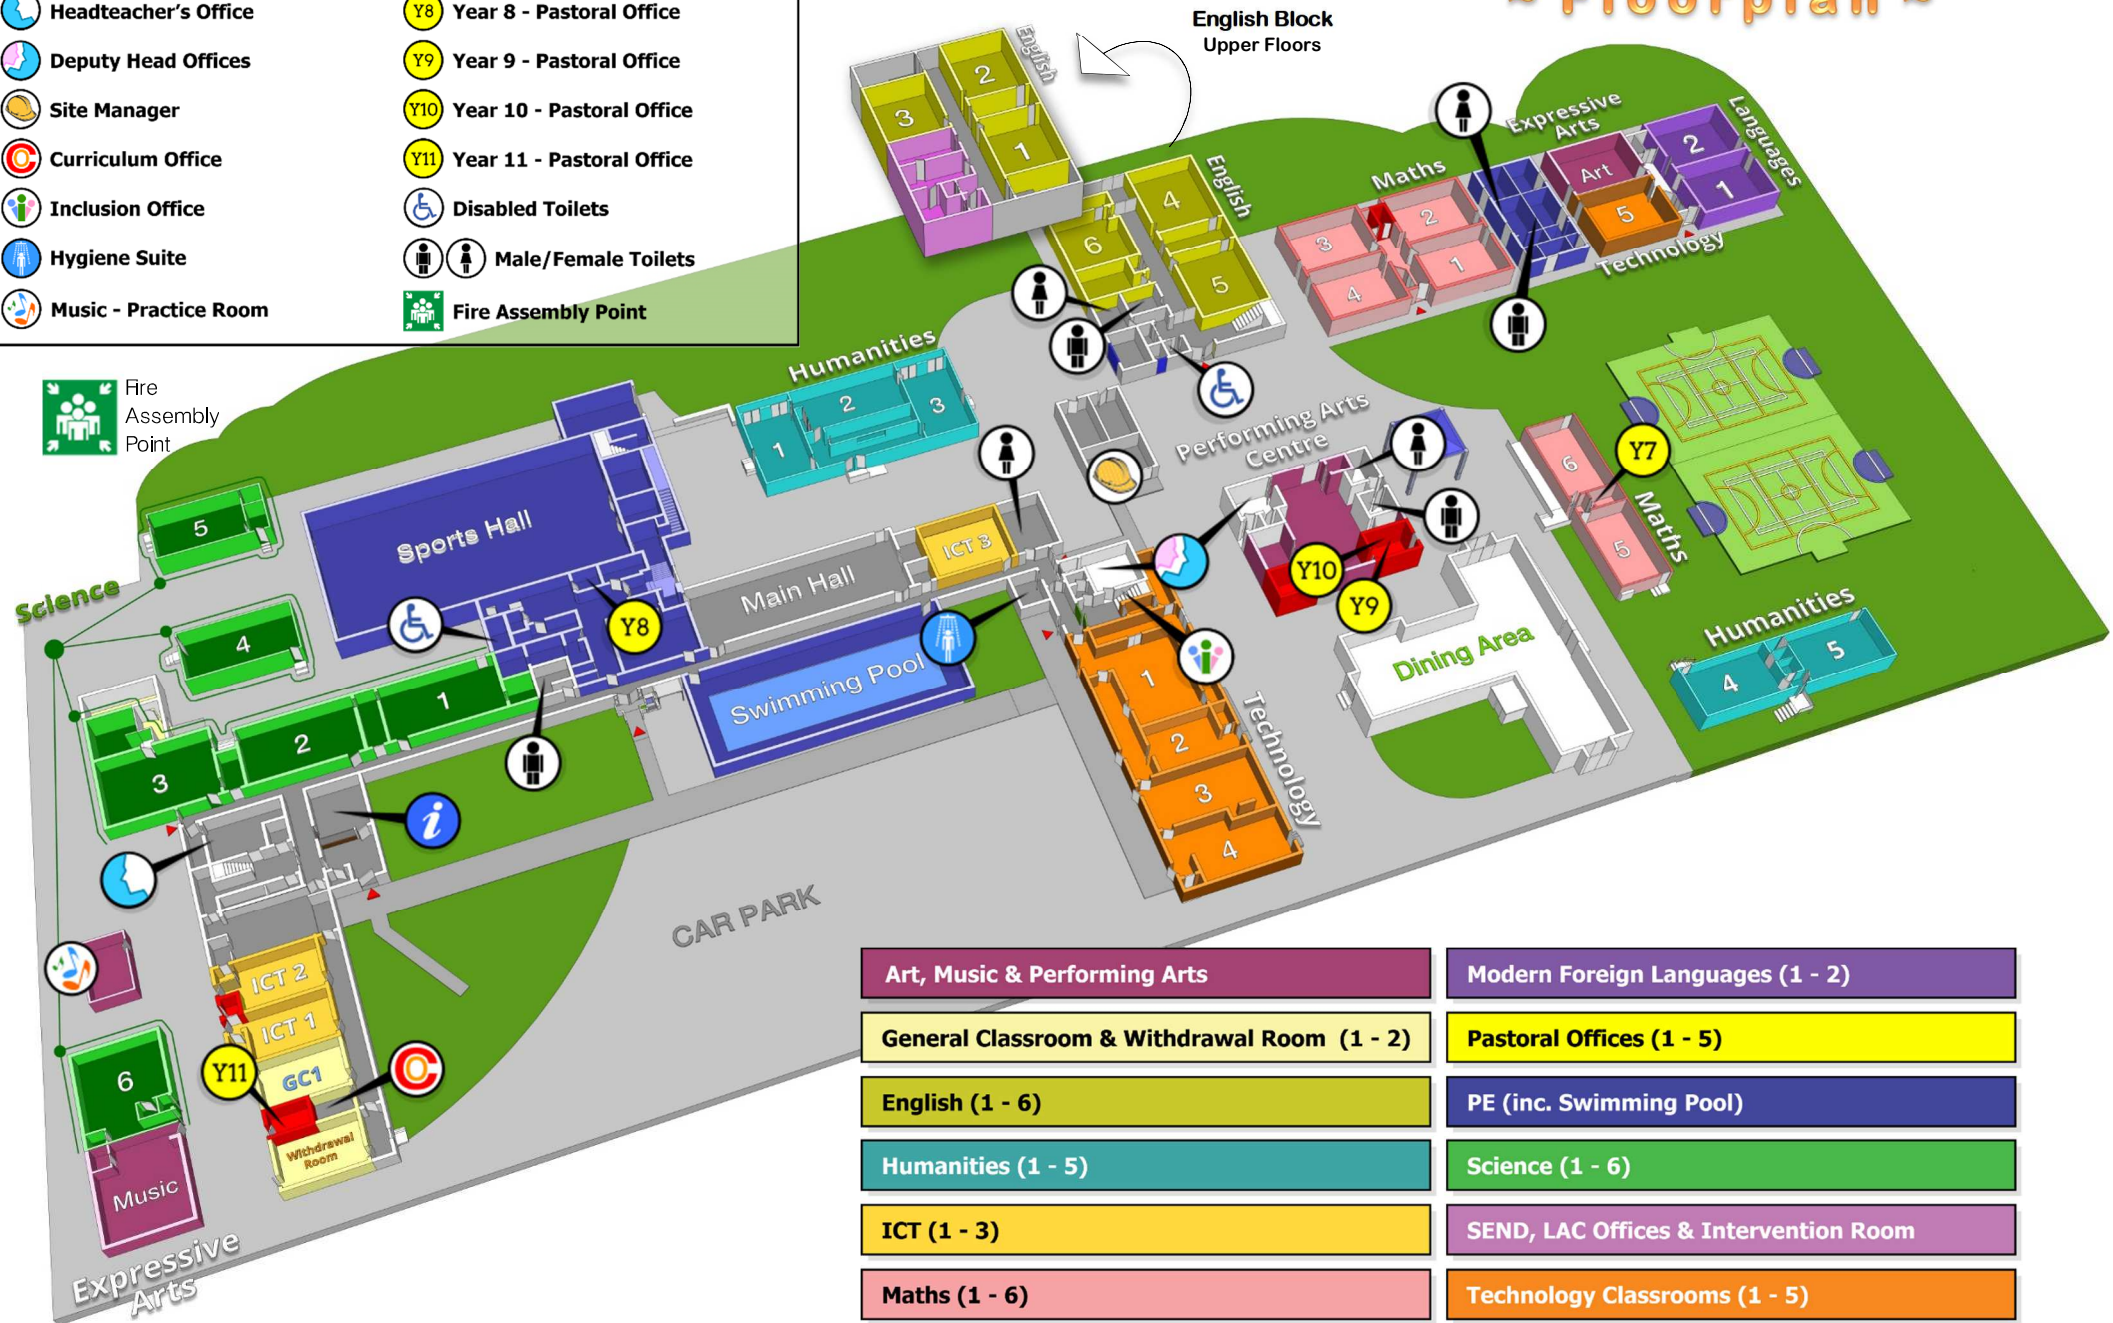 ~ Floorplan ~
Headteacher's Office
Deputy Head Offices
Site Manager
Curriculum Office
Inclusion Office
Hygiene Suite
Music - Practice Room
Y8 Year 8 - Pastoral Office
Y9 Year 9 - Pastoral Office
Y10 Year 10 - Pastoral Office
Y11 Year 11 - Pastoral Office
Disabled Toilets
Male/Female Toilets
Fire Assembly Point
English Block
Upper Floors
English
2
3
1
English
4
6
5
Maths
2
3
1
4
Expressive
Arts
Art
5
Technology
Languages
2
1
Fire
Assembly
Point
Humanities
2
3
1
Performing Arts
Centre
Y10
Y9
6
Y7
5
Maths
Humanities
4
5
Dining Area
Sports Hall
Y8
Main Hall
ICT 3
Swimming Pool
Technology
1
2
3
4
Science
5
4
1
2
3
i
CAR PARK
ICT 2
ICT 1
GC1
Y11
C
Withdrawal
Room
6
Music
Expressive
Arts
Art, Music & Performing Arts
General Classroom & Withdrawal Room (1 - 2)
English (1 - 6)
Humanities (1 - 5)
ICT (1 - 3)
Maths (1 - 6)
Modern Foreign Languages (1 - 2)
Pastoral Offices (1 - 5)
PE (inc. Swimming Pool)
Science (1 - 6)
SEND, LAC Offices & Intervention Room
Technology Classrooms (1 - 5)